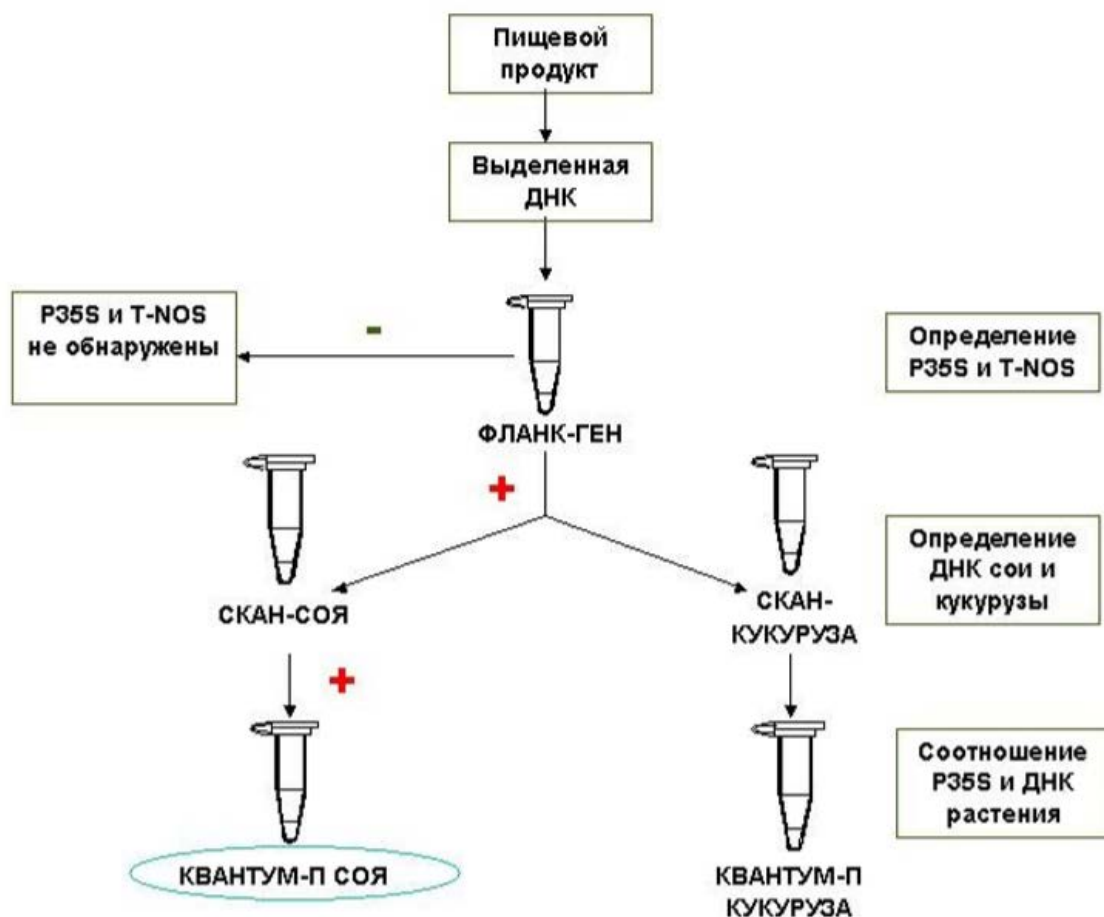 Пищевой
продукт
Выделенная
ДНК
P35S и T-NOS
не обнаружены
-
Определение
P35S и T-NOS
ФЛАНК-ГЕН
+
СКАН-СОЯ
СКАН-
КУКУРУЗА
Определение
ДНК сои и
кукурузы
+
Соотношение
P35S и ДНК
растения
КВАНТУМ-П СОЯ
КВАНТУМ-П
КУКУРУЗА